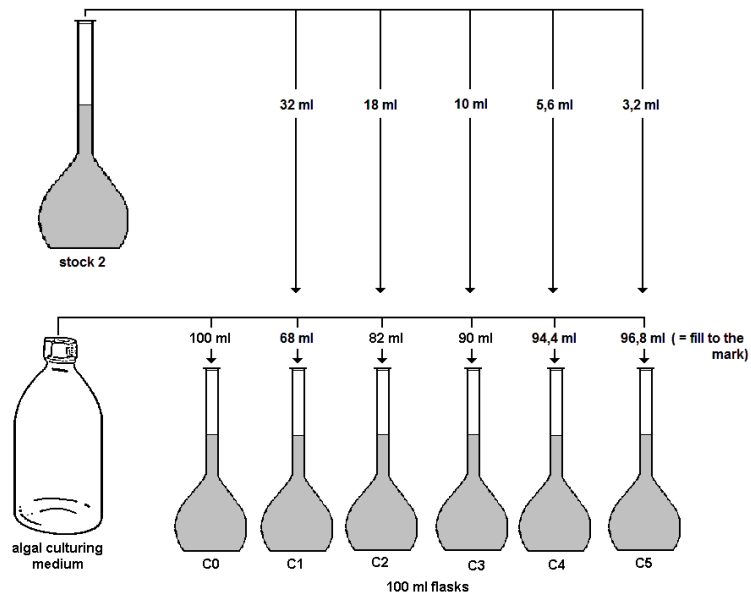 32 ml 18 ml 10 ml 5,6 ml 3,2 ml
stock 2
100 ml 68 ml 82 ml 90 ml 94,4 ml 96,8 ml ( = fill to the
mark)
algal culturing
medium
C0 C1 C2 C3 C4 C5
100 ml flasks